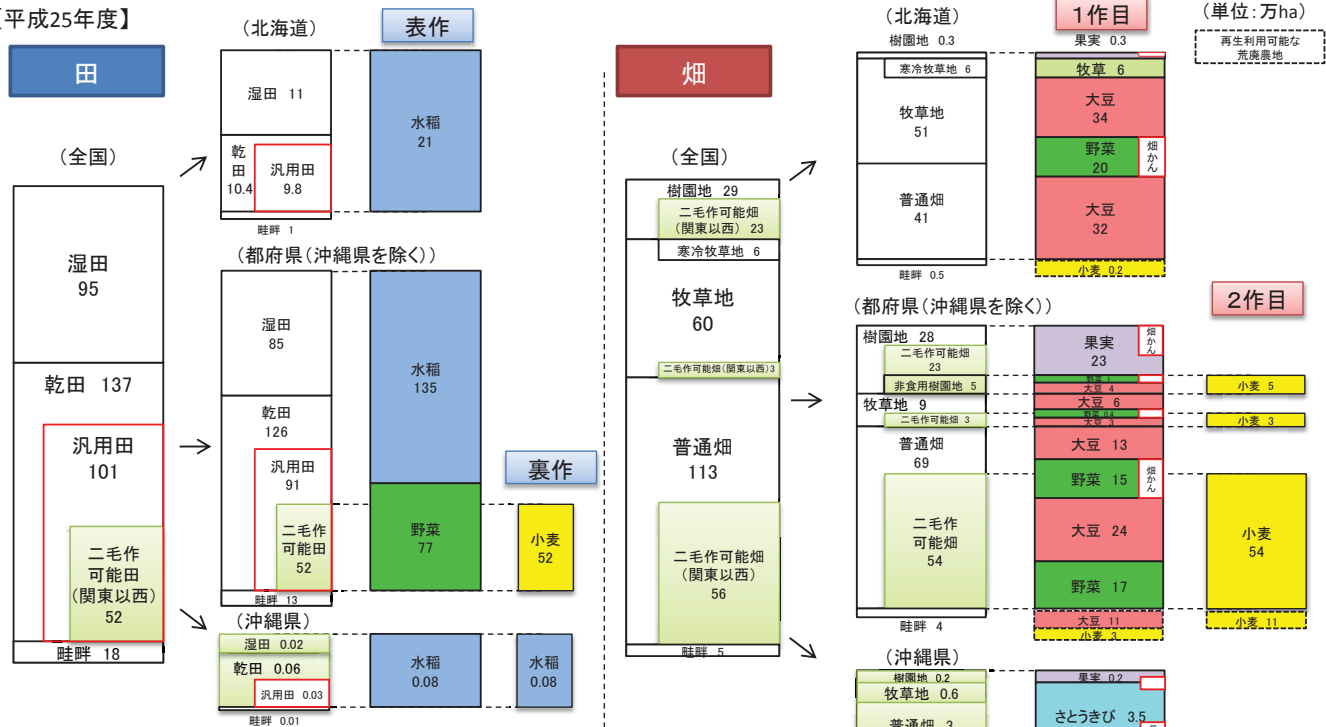 【平成25年度】
田
（北海道）
表作
湿田 11
乾田
10.4
汎用田
9.8
畦畔 1
水稲
21
（全国）
湿田
95
乾田 137
汎用田
101
二毛作
可能田
（関東以西）
52
畦畔 18
（都府県（沖縄県を除く））
湿田
85
乾田
126
汎用田
91
二毛作
可能田
52
畦畔 13
水稲
135
野菜
77
裏作
小麦
52
（沖縄県）
湿田 0.02
乾田 0.06
汎用田 0.03
畦畔 0.01
水稲
0.08
水稲
0.08
畑
（北海道）
1作目
（単位：万ha）
再生利用可能な
荒廃農地
樹園地 0.3
寒冷牧草地 6
牧草地
51
普通畑
41
畦畔 0.5
果実 0.3
牧草 6
大豆
34
野菜
20
畑かん
大豆
32
小麦 0.2
（全国）
樹園地 29
二毛作可能畑
（関東以西） 23
寒冷牧草地 6
牧草地
60
二毛作可能畑（関東以西）3
普通畑
113
二毛作可能畑
（関東以西）
56
畦畔 5
（都府県（沖縄県を除く））
2作目
樹園地 28
二毛作可能畑
23
非食用樹園地 5
牧草地 9
二毛作可能畑 3
普通畑
69
二毛作
可能畑
54
畦畔 4
果実
23
畑かん
野菜 1
大豆 4
大豆 6
野菜 0.4
大豆 3
大豆 13
野菜 15
畑かん
大豆 24
野菜 17
大豆 11
小麦 3
小麦 5
小麦 3
小麦
54
小麦 11
（沖縄県）
樹園地 0.2
牧草地 0.6
普通畑 3
果実 0.2
さとうきび 3.5